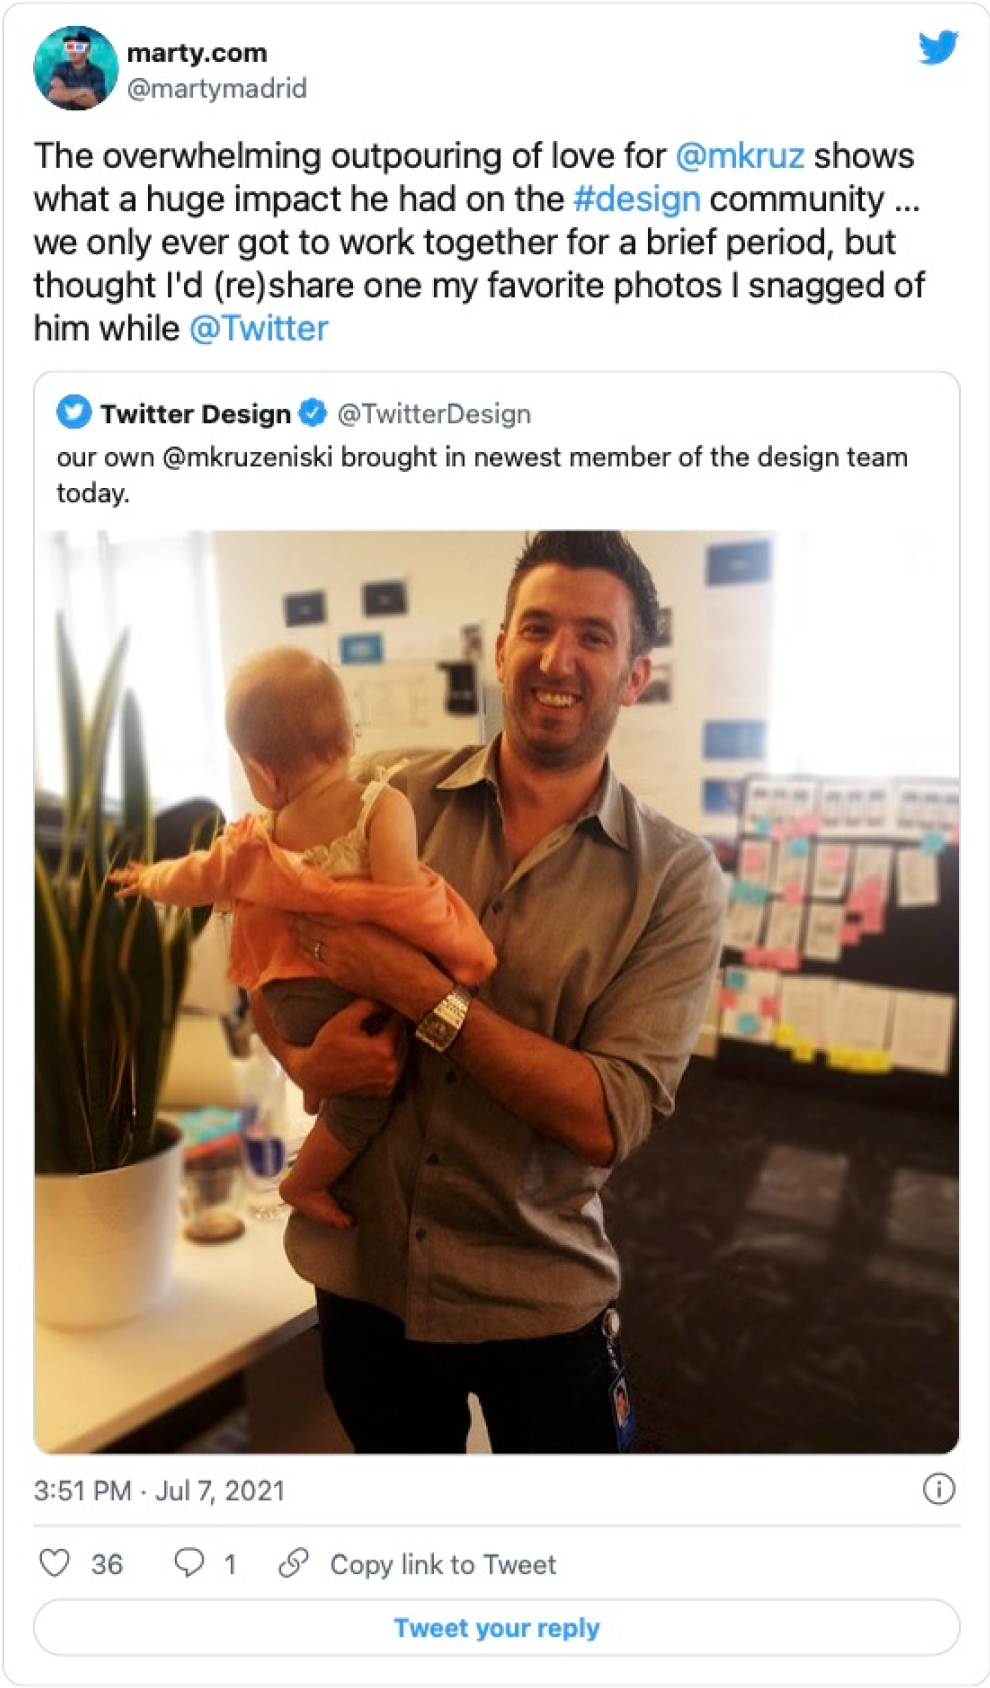 marty.com
@martymadrid
The overwhelming outpouring of love for @mkruz shows
what a huge impact he had on the #design community ...
we only ever got to work together for a brief period, but
thought I'd (re)share one my favorite photos I snagged of
him while @Twitter
Twitter Design @TwitterDesign
our own @mkruzeniski brought in newest member of the design team
today.
3:51 PM · Jul 7, 2021
36 1 Copy link to Tweet
Tweet your reply